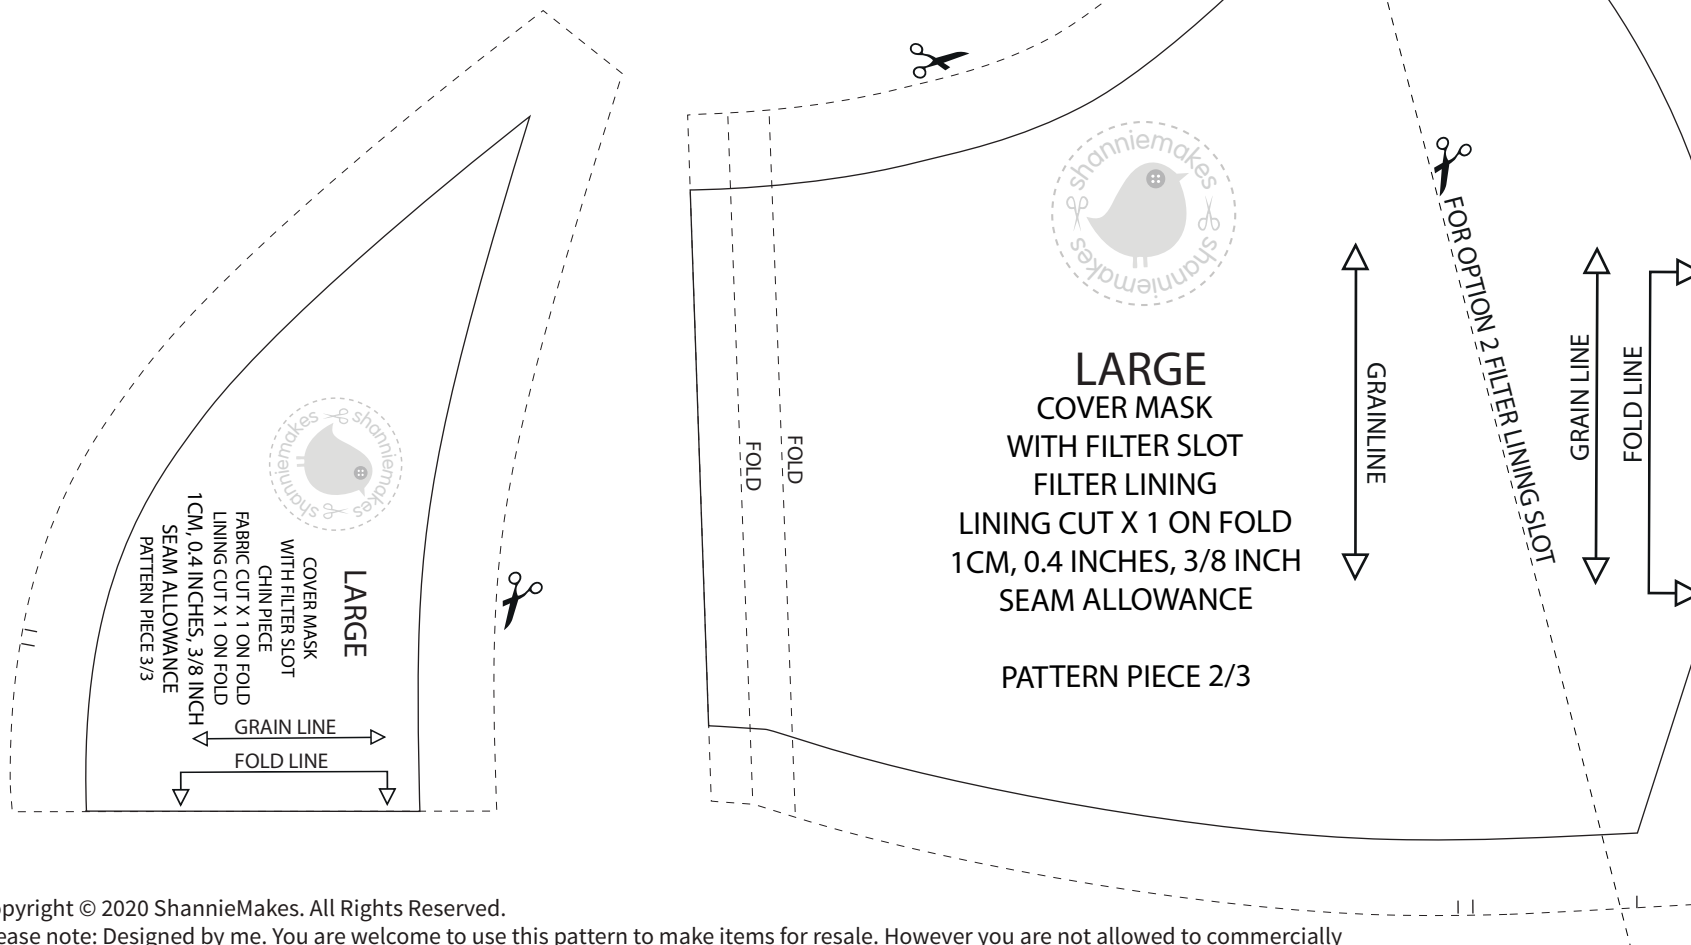 shanniemakes
shanniemakes
LARGE
COVER MASK
WITH FILTER SLOT
CHIN PIECE
FABRIC CUT X 1 ON FOLD
LINING CUT X 1 ON FOLD
1CM, 0.4 INCHES, 3/8 INCH
SEAM ALLOWANCE
PATTERN PIECE 3/3
GRAIN LINE
FOLD LINE
FOLD
FOLD
shanniemakes
shanniemakes
LARGE
COVER MASK
WITH FILTER SLOT
FILTER LINING
LINING CUT X 1 ON FOLD
1CM, 0.4 INCHES, 3/8 INCH
SEAM ALLOWANCE
PATTERN PIECE 2/3
GRAINLINE
FOR OPTION 2 FILTER LINING SLOT
GRAIN LINE
FOLD LINE
pyright © 2020 ShannieMakes. All Rights Reserved.
ease note: Designed by me. You are welcome to use this pattern to make items for resale. However you are not allowed to commercially